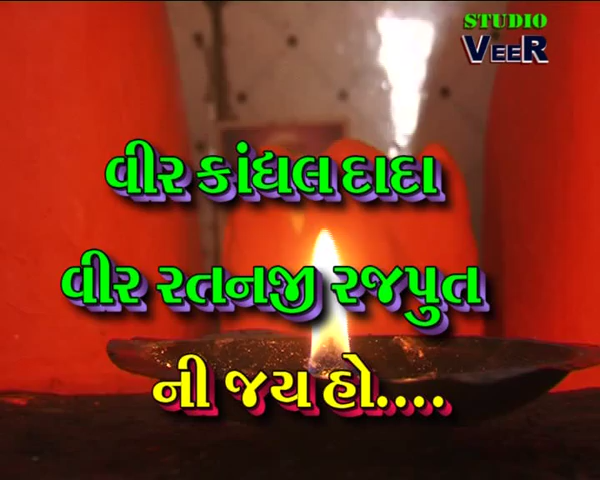 STUDIO
VEER
વીર કાંધલ દાદા
વીર રતનજી રજપુત
ની જય હો....